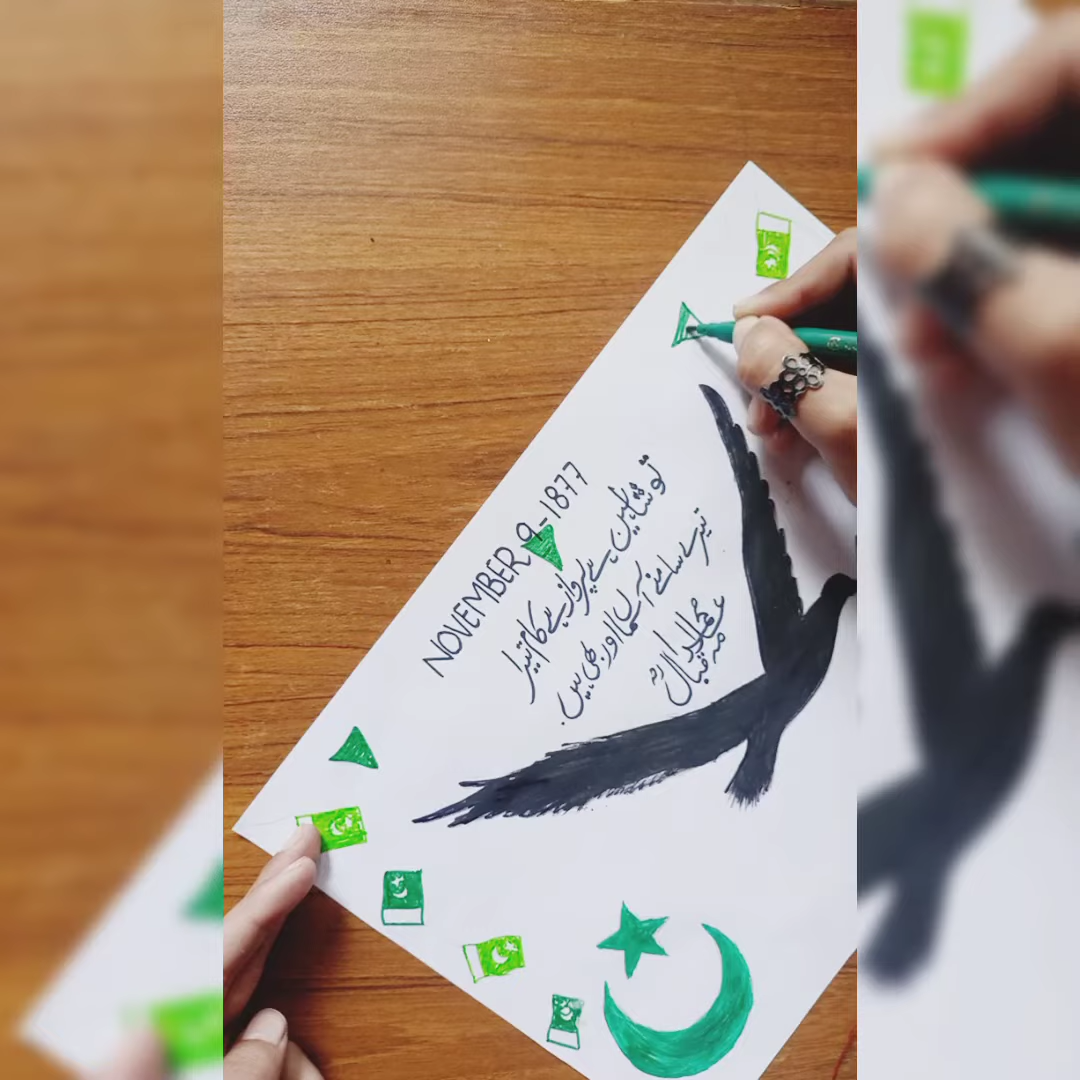 NOVEMBER 9-1877
تو شاہیں ہے پرواز ہے کام تیرا
تیرے سامنے آسماں اور بھی ہیں.
علامہ محمد اقبالؒ